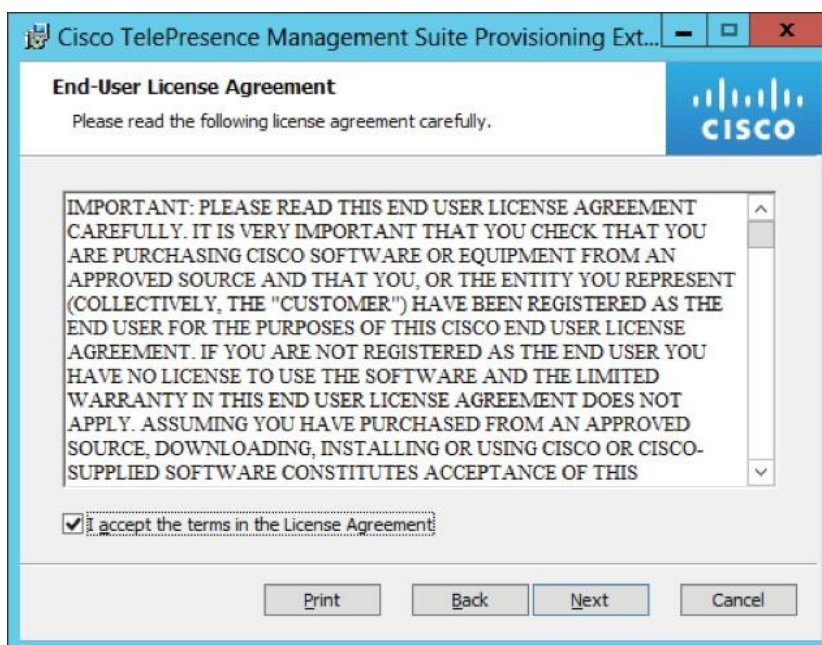 Cisco TelePresence Management Suite Provisioning Ext...
End-User License Agreement
Please read the following license agreement carefully.
CISCO
IMPORTANT: PLEASE READ THIS END USER LICENSE AGREEMENT
CAREFULLY. IT IS VERY IMPORTANT THAT YOU CHECK THAT YOU
ARE PURCHASING CISCO SOFTWARE OR EQUIPMENT FROM AN
APPROVED SOURCE AND THAT YOU, OR THE ENTITY YOU REPRESENT
(COLLECTIVELY, THE "CUSTOMER") HAVE BEEN REGISTERED AS THE
END USER FOR THE PURPOSES OF THIS CISCO END USER LICENSE
AGREEMENT. IF YOU ARE NOT REGISTERED AS THE END USER YOU
HAVE NO LICENSE TO USE THE SOFTWARE AND THE LIMITED
WARRANTY IN THIS END USER LICENSE AGREEMENT DOES NOT
APPLY. ASSUMING YOU HAVE PURCHASED FROM AN APPROVED
SOURCE, DOWNLOADING, INSTALLING OR USING CISCO OR CISCO-
SUPPLIED SOFTWARE CONSTITUTES ACCEPTANCE OF THIS
I accept the terms in the License Agreement
Print Back Next Cancel